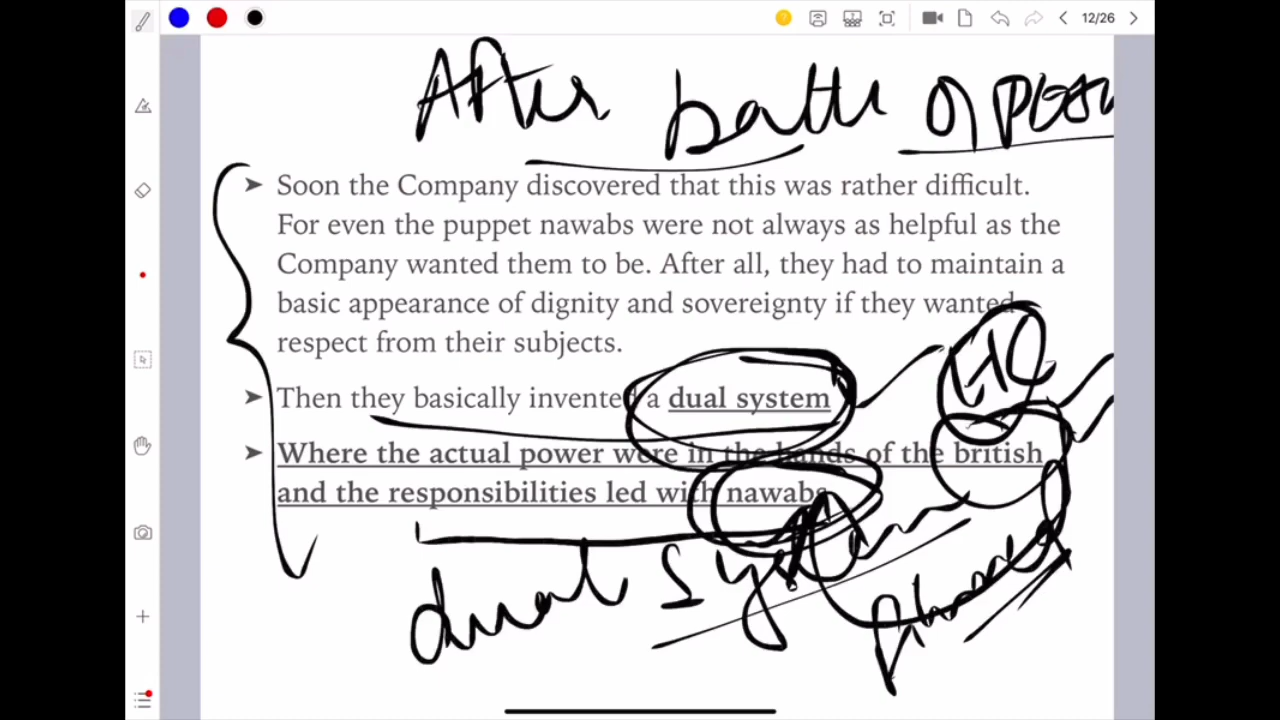 12/26
After battle of
➤ Soon the Company discovered that this was rather difficult.
For even the puppet nawabs were not always as helpful as the
Company wanted them to be. After all, they had to maintain a
basic appearance of dignity and sovereignty if they wanted
respect from their subjects.
➤ Then they basically invented a dual system
➤ Where the actual power were in the hands of the british
and the responsibilities led with nawabs
dual System